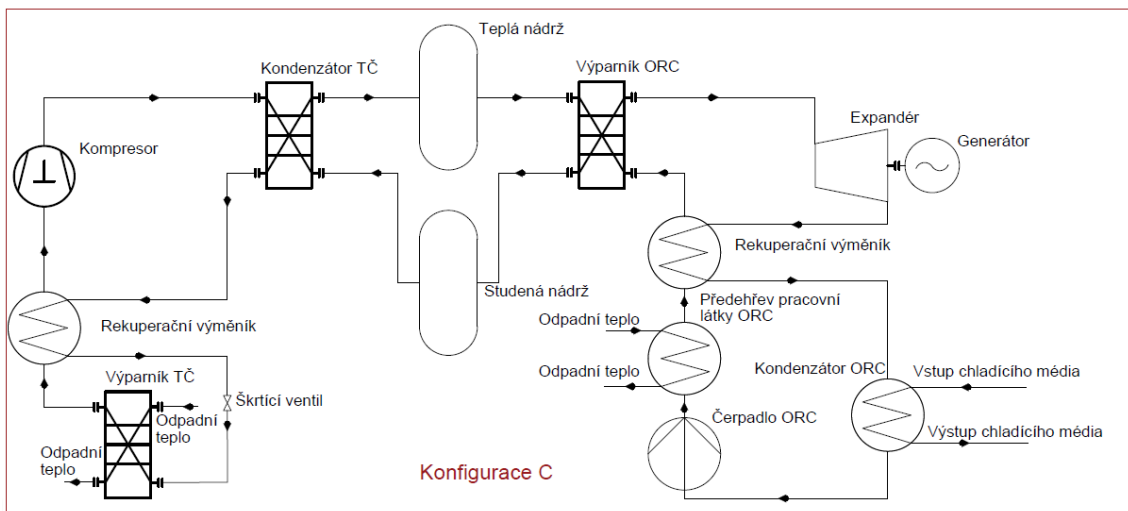 Teplá nádrž
Kondenzátor TČ
Výparník ORC
Expandér
Generátor
Kompresor
Rekuperační výměník
Studená nádrž
Předehřev pracovní
látky ORC
Odpadní teplo
Rekuperační výměník
Odpadní teplo
Kondenzátor ORC
Vstup chladícího média
Výparník TČ
Škrtící ventil
Odpadní
teplo
Čerpadlo ORC
Výstup chladícího média
Odpadní
teplo
Konfigurace C